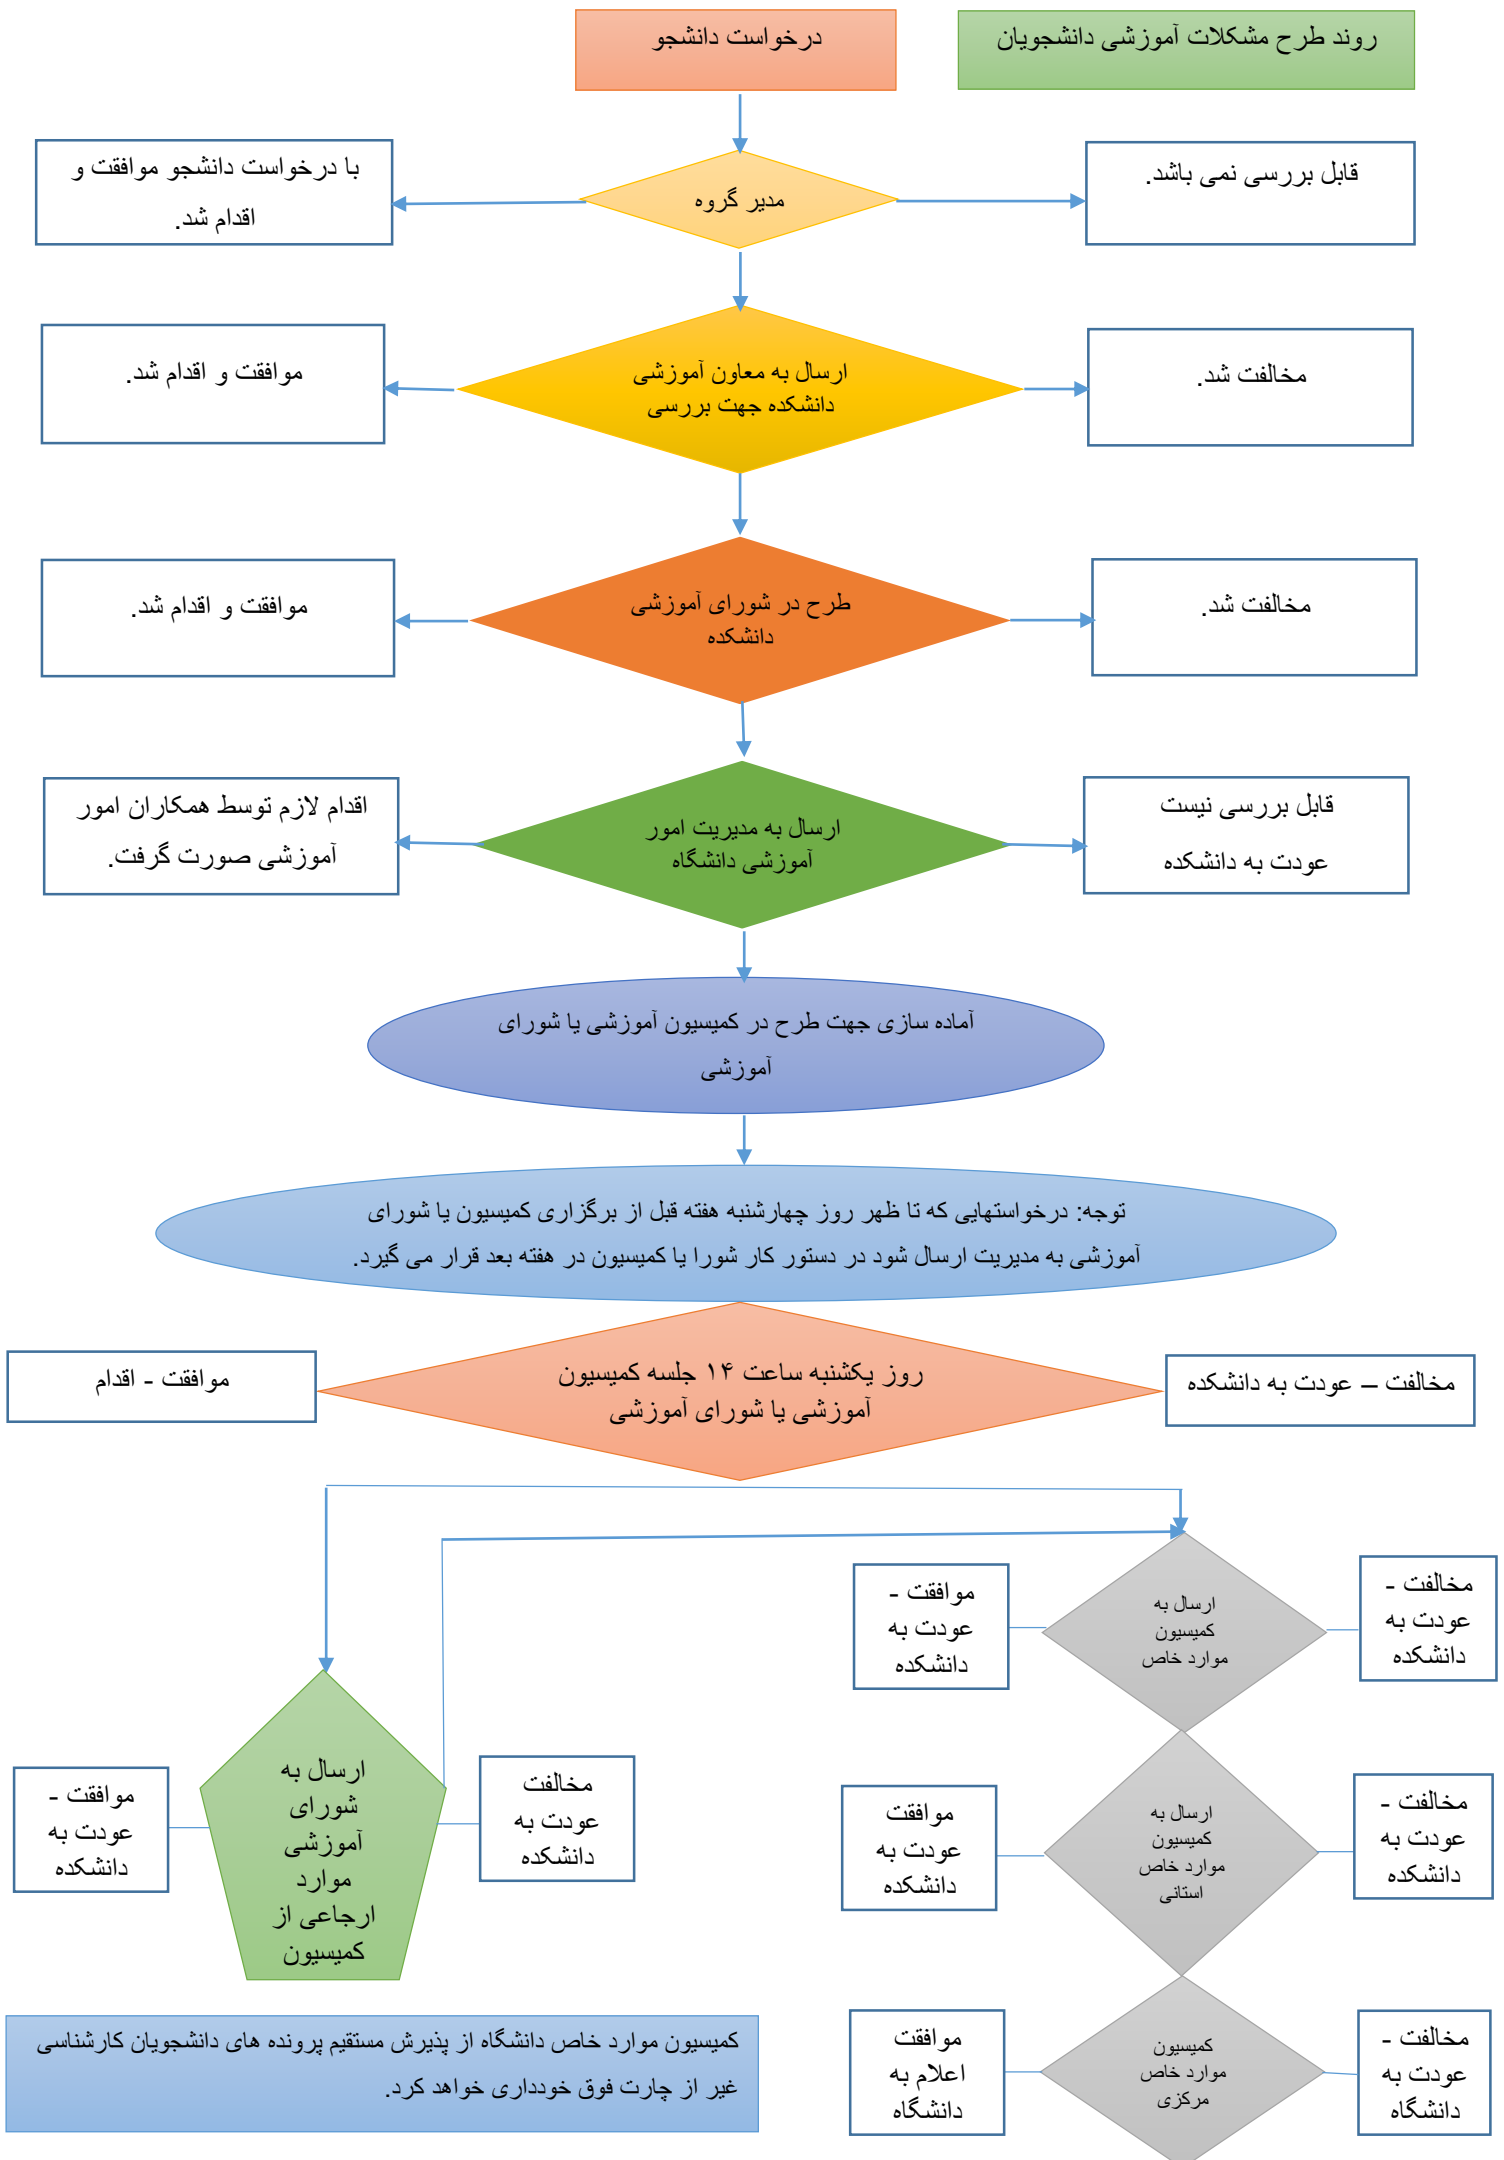 روند طرح مشکلات آموزشی دانشجویان
درخواست دانشجو
قابل بررسی نمی باشد.
مدیر گروه
با درخواست دانشجو موافقت و
اقدام شد.
مخالفت شد.
ارسال به معاون آموزشی
دانشکده جهت بررسی
موافقت و اقدام شد.
مخالفت شد.
طرح در شورای آموزشی
دانشکده
موافقت و اقدام شد.
قابل بررسی نیست
عودت به دانشکده
ارسال به مدیریت امور
آموزشی دانشگاه
اقدام لازم توسط همکاران امور
آموزشی صورت گرفت.
آماده سازی جهت طرح در کمیسیون آموزشی یا شورای
آموزشی
توجه: درخواستهایی که تا ظهر روز چهارشنبه هفته قبل از برگزاری کمیسیون یا شورای
آموزشی به مدیریت ارسال شود در دستور کار شورا یا کمیسیون در هفته بعد قرار می گیرد.
مخالفت – عودت به دانشکده
روز یکشنبه ساعت ۱۴ جلسه کمیسیون
آموزشی یا شورای آموزشی
موافقت - اقدام
مخالفت -
عودت به
دانشکده
ارسال به
کمیسیون
موارد خاص
موافقت -
عودت به
دانشکده
مخالفت -
عودت به
دانشکده
ارسال به
کمیسیون
موارد خاص
استانی
موافقت
عودت به
دانشکده
مخالفت
عودت به
دانشکده
ارسال به
شورای
آموزشی
موارد
ارجاعی از
کمیسیون
موافقت -
عودت به
دانشکده
مخالفت -
عودت به
دانشگاه
کمیسیون
موارد خاص
مرکزی
موافقت
اعلام به
دانشگاه
کمیسیون موارد خاص دانشگاه از پذیرش مستقیم پرونده های دانشجویان کارشناسی
غیر از چارت فوق خودداری خواهد کرد.